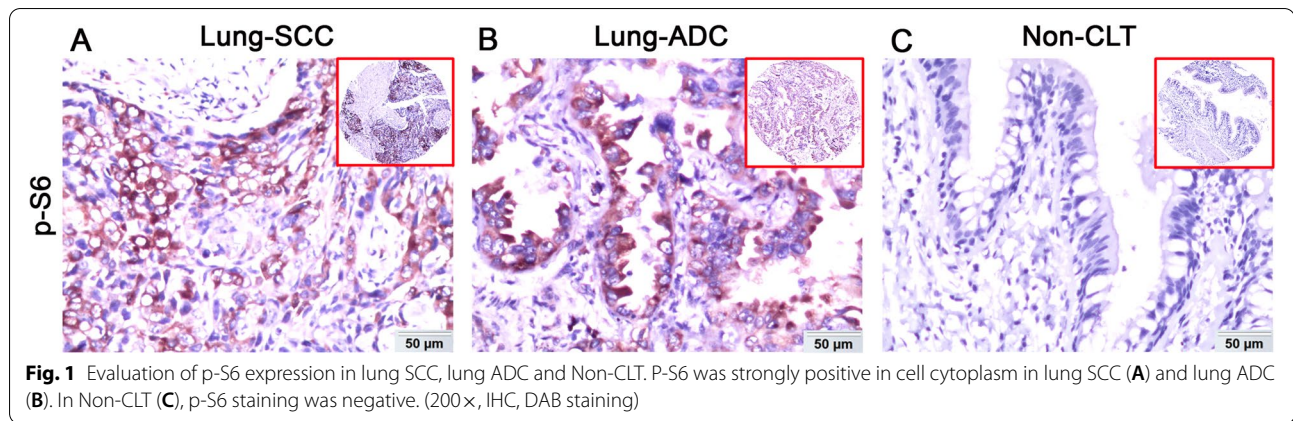 A Lung-SCC B Lung-ADC C Non-CLT
p-S6
50 µm 50 µm 50 µm
Fig. 1 Evaluation of p-S6 expression in lung SCC, lung ADC and Non-CLT. P-S6 was strongly positive in cell cytoplasm in lung SCC (A) and lung ADC
(B). In Non-CLT (C), p-S6 staining was negative. (200×, IHC, DAB staining)